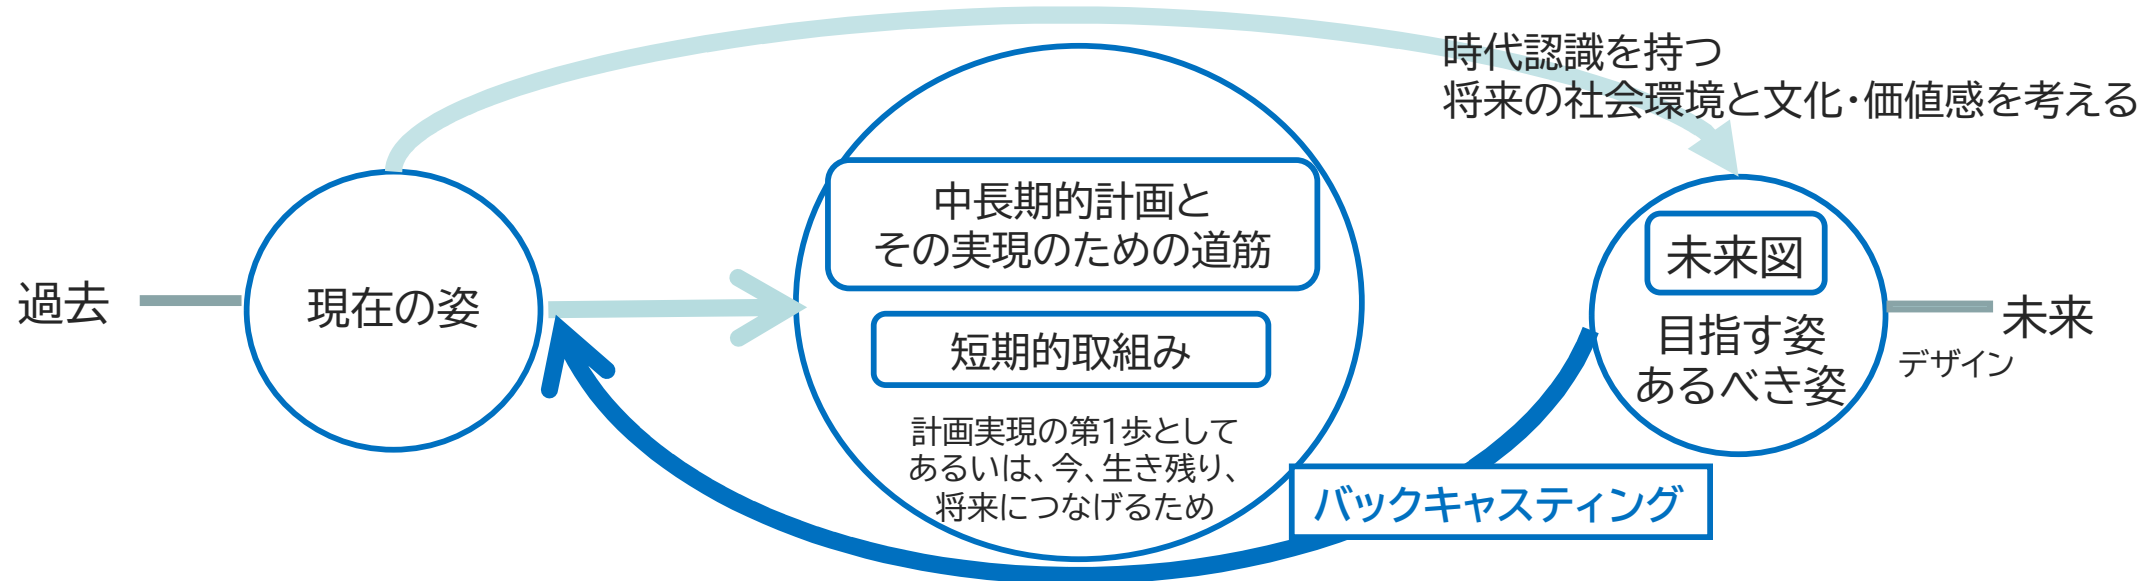 時代認識を持つ
将来の社会環境と文化・価値感を考える
過去
現在の姿
中長期的計画と
その実現のための道筋
短期的取組み
計画実現の第1歩として
あるいは、今、生き残り、
将来につなげるため
バックキャスティング
未来図
目指す姿
あるべき姿
未来
デザイン